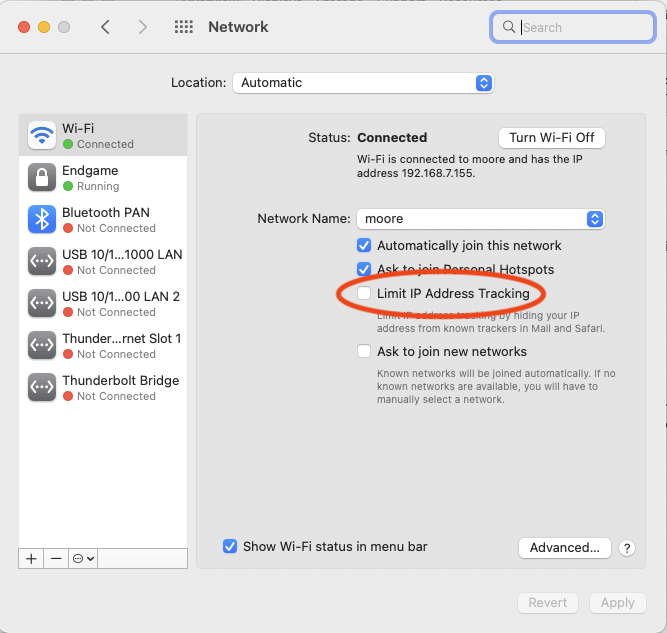 Network
Search
Location: Automatic
Wi-Fi
Connected
Endgame
Running
Bluetooth PAN
Not Connected
USB 10/1...1000 LAN
Not Connected
USB 10/1...00 LAN 2
Not Connected
Thunder...rnet Slot 1
Not Connected
Thunderbolt Bridge
Not Connected
Status: Connected
Turn Wi-Fi Off
Wi-Fi is connected to moore and has the IP
address 192.168.7.155.
Network Name: moore
Automatically join this network
Ask to join Personal Hotspots
Limit IP Address Tracking
Limit IP address tracking by hiding your IP
address from known trackers in Mail and Safari.
Ask to join new networks
Known networks will be joined automatically. If no
known networks are available, you will have to
manually select a network.
Show Wi-Fi status in menu bar
Advanced...
?
Revert
Apply